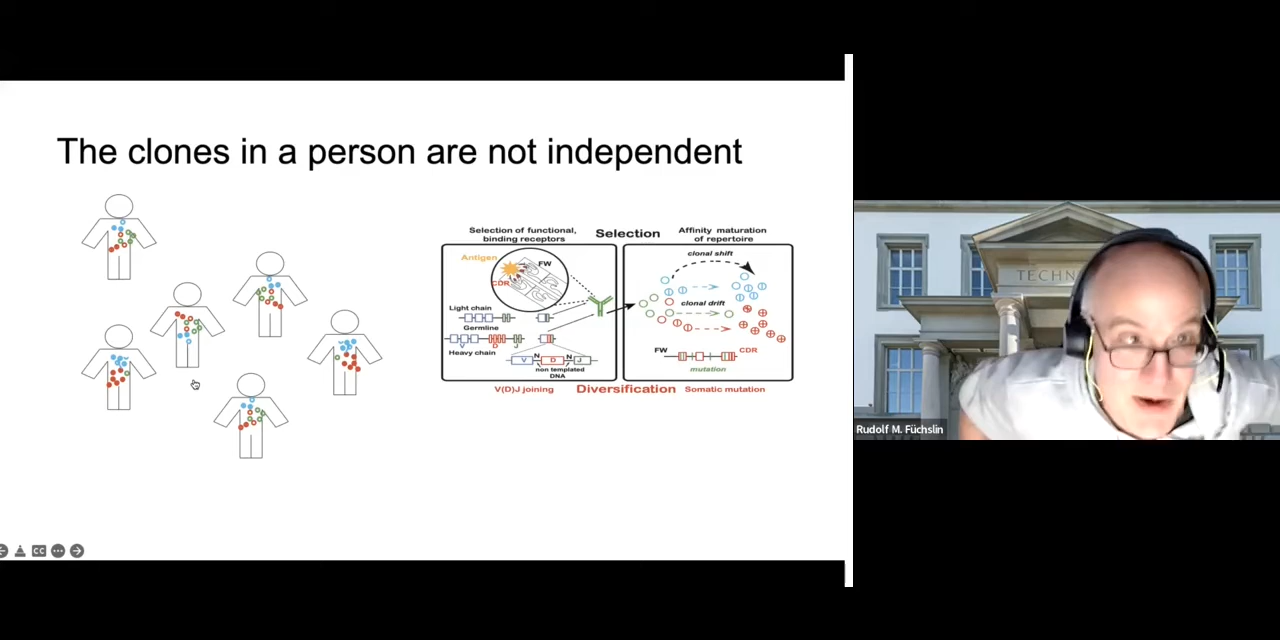 The clones in a person are not independent
Selection of functional,
binding receptors
Selection
Affinity maturation
of repertoire
Antigen
FW
CDR
clonal shift
clonal drift
Light chain
Germline
Heavy chain
V
D
J
N
N
V
D
J
non templated
DNA
FW
CDR
mutation
V(D)J joining
Diversification
Somatic mutation
TECHN
Rudolf M. Füchslin
CC